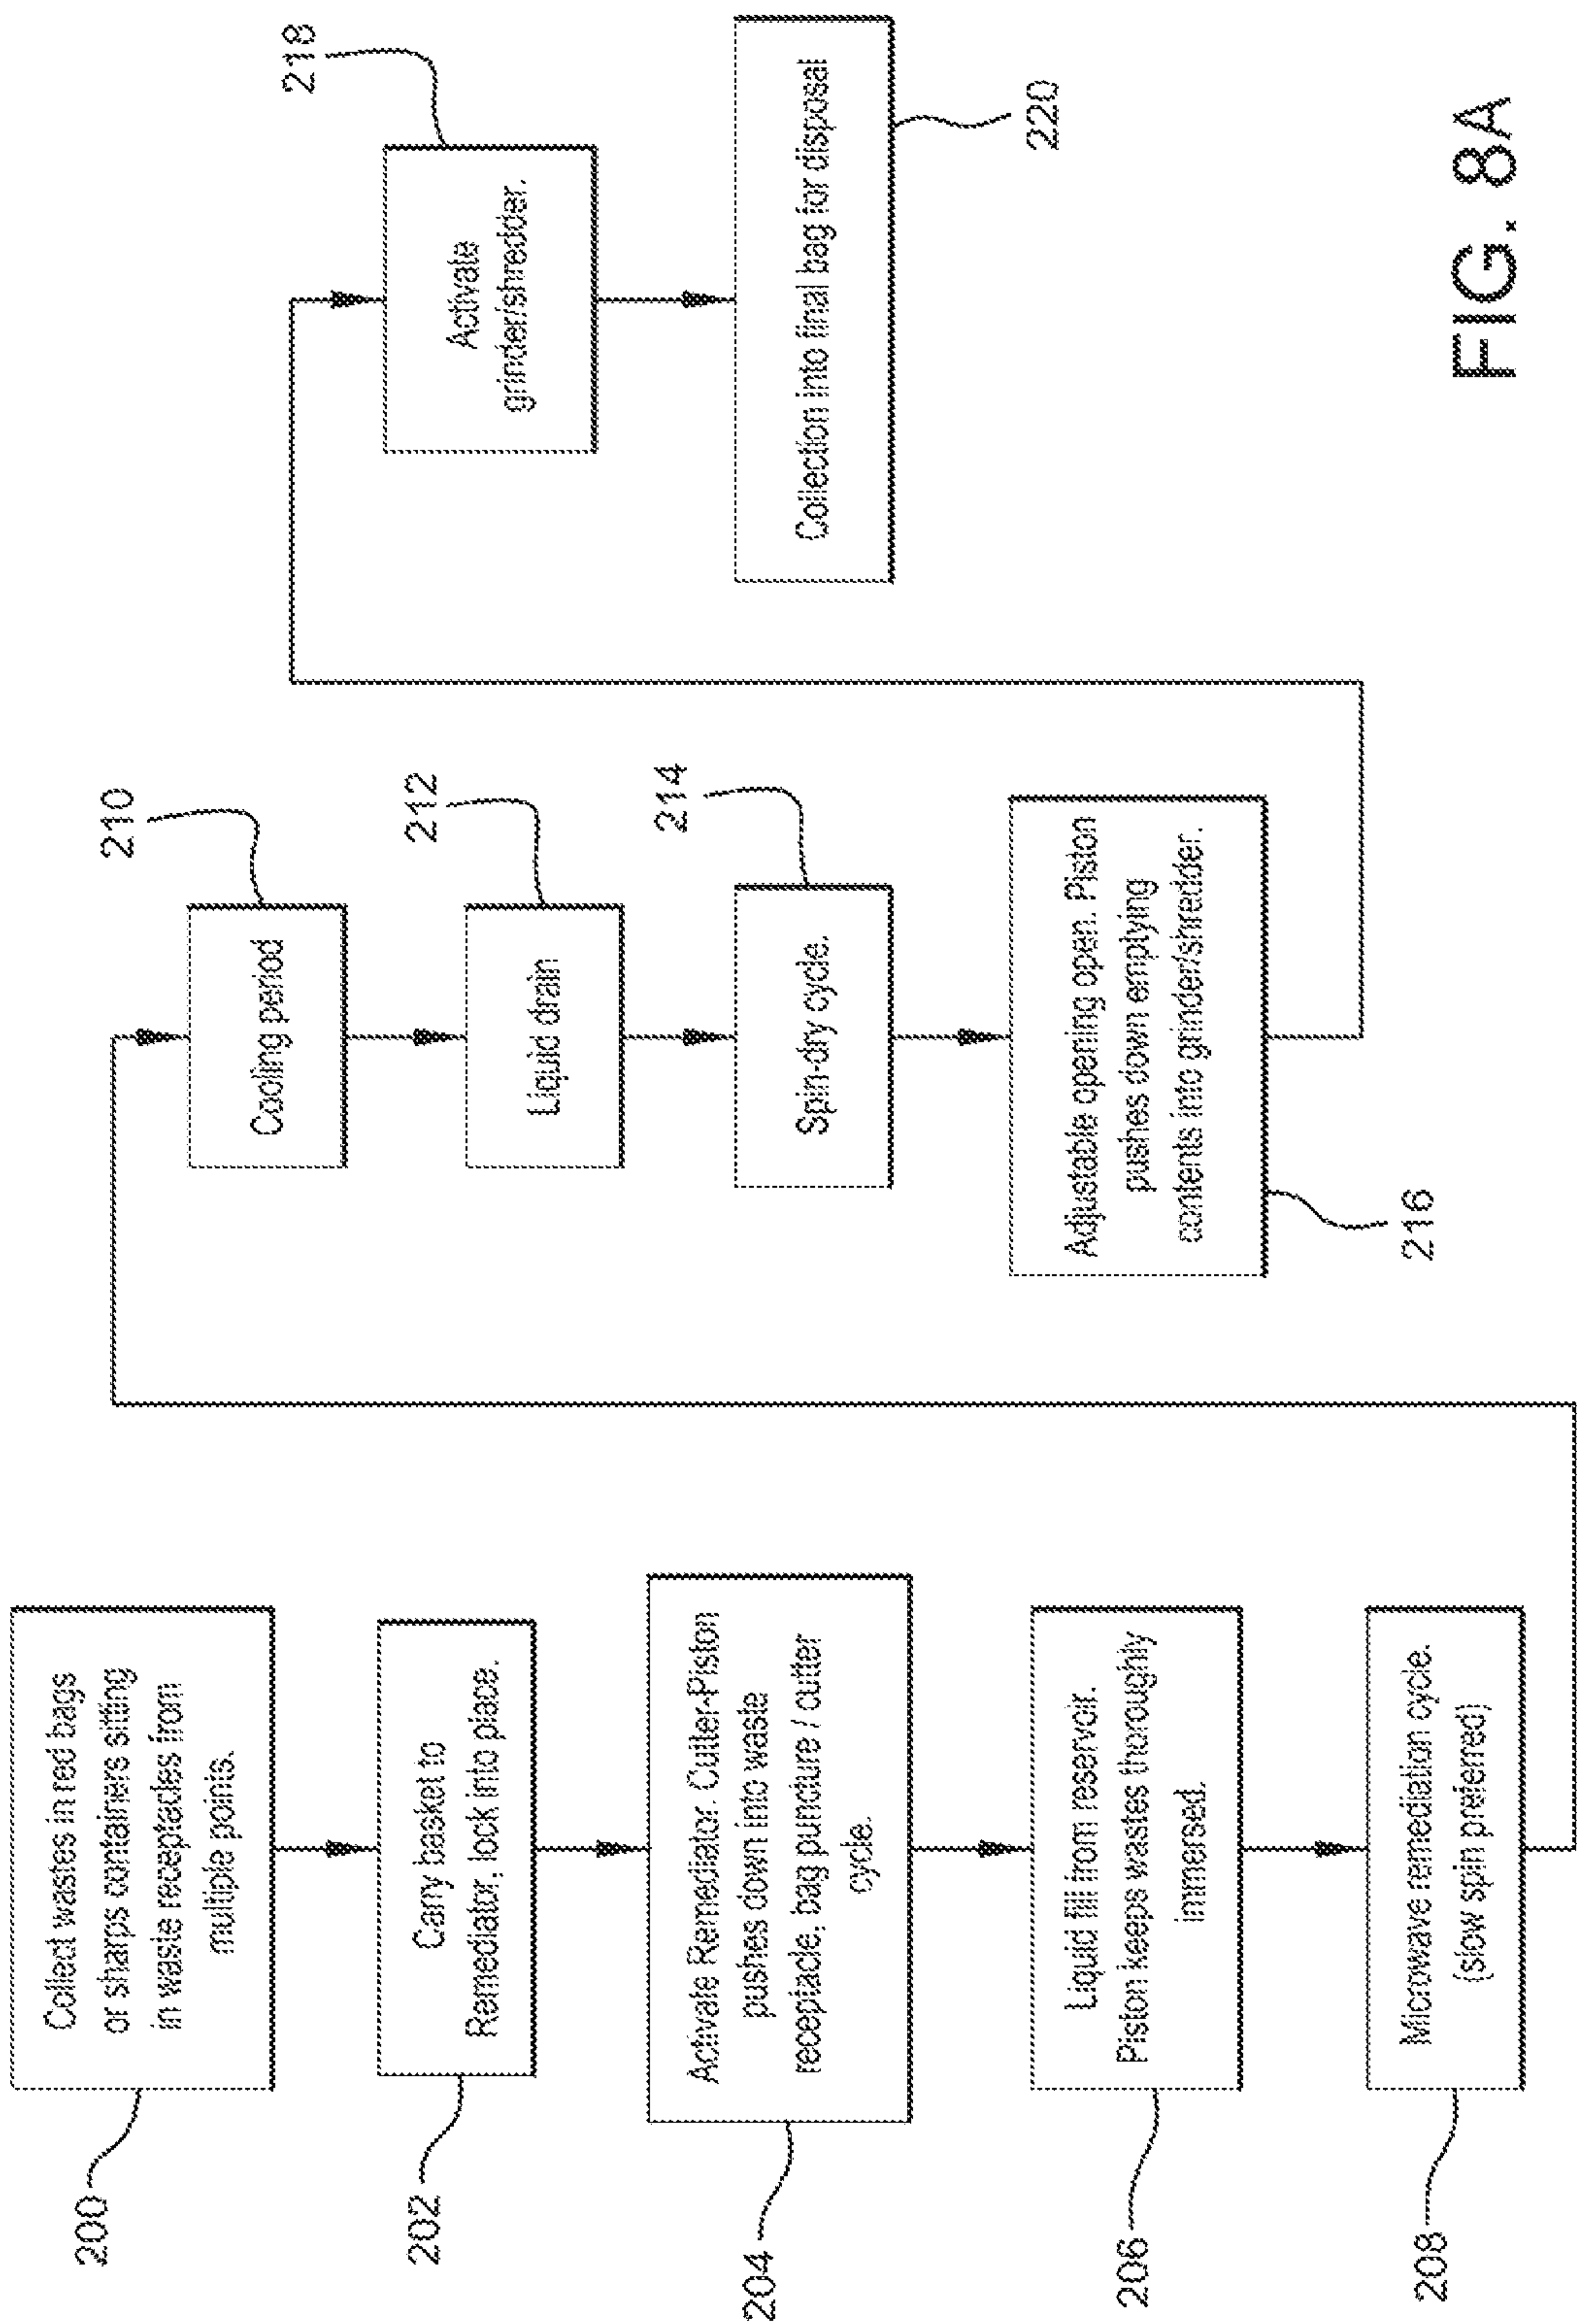 200
Collect wastes in red bags
or sharps containers sitting
in waste receptacles from
multiple points.
202
Carry basket to
Remediator, lock into place.
204
Activate Remediator. Cutter-Piston
pushes down into waste
receptacle, bag puncture / cutter
cycle.
206
Liquid fill from reservoir.
Piston keeps wastes thoroughly
immersed.
208
Microwave remediation cycle.
(slow spin preferred)
210
Cooling period
212
Liquid drain
214
Spin-dry cycle.
Adjustable opening open. Piston
pushes down emptying
contents into grinder/shredder.
216
218
Activate
grinder/shredder.
Collection into final bag for disposal
220
FIG. 8A